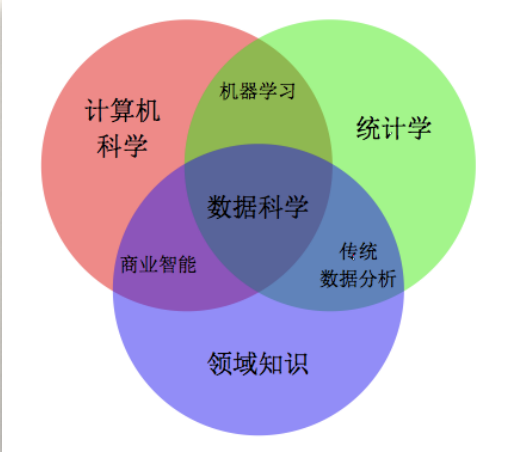 机器学习
计算机
科学
统计学
数据科学
传统
数据分析
商业智能
领域知识